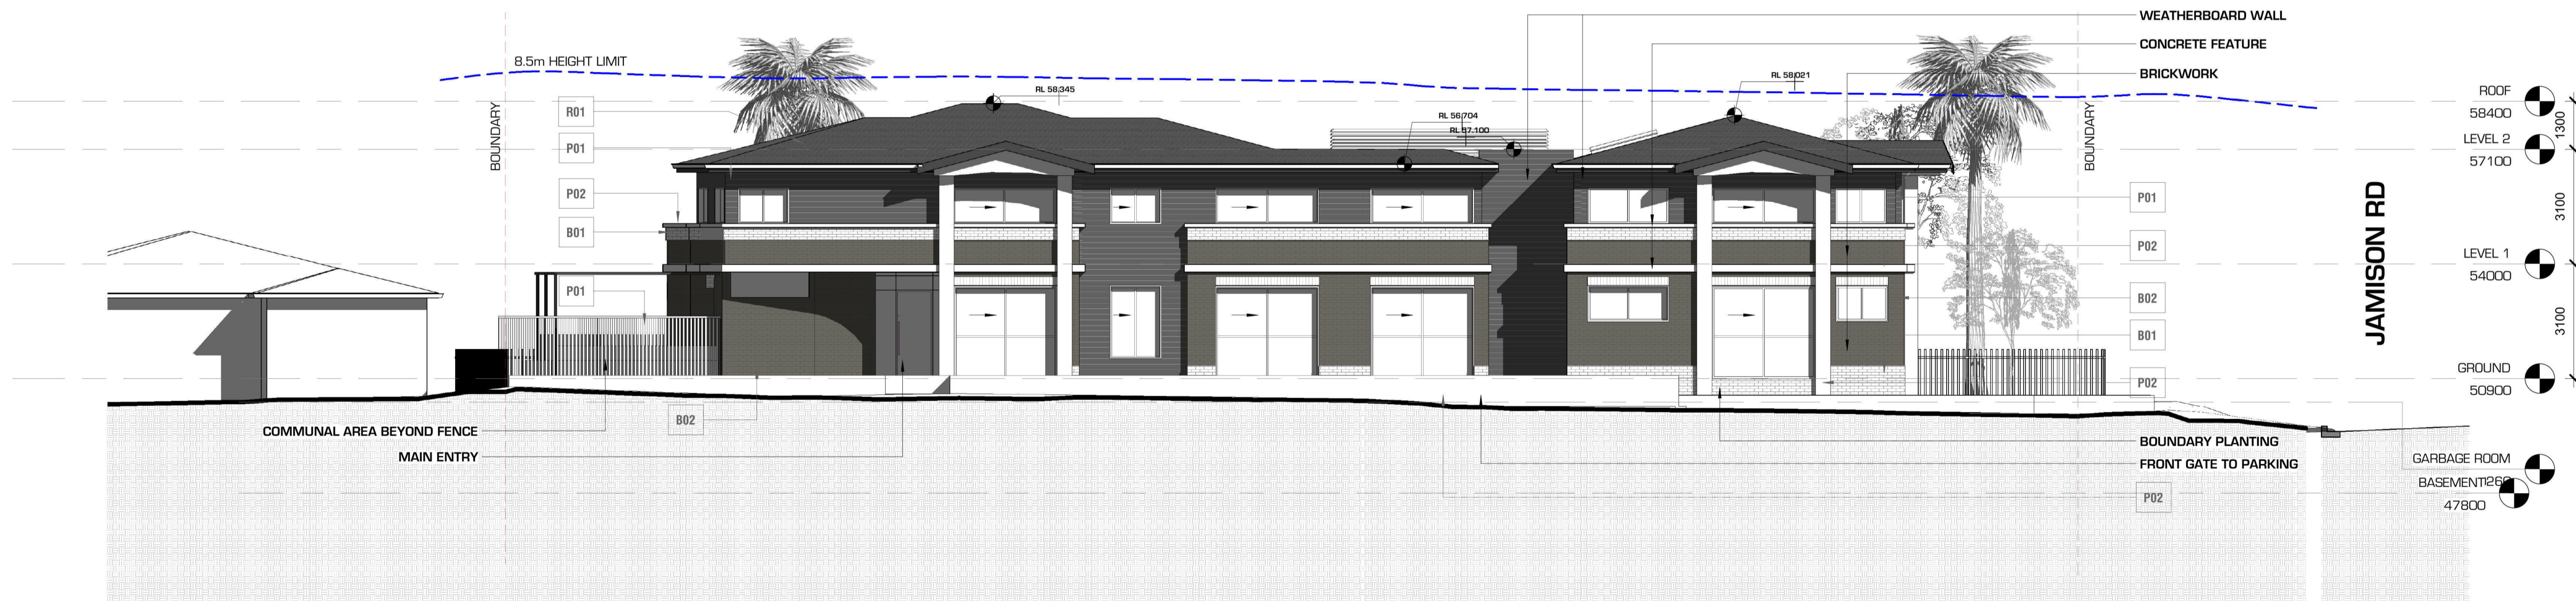 WEATHERBOARD WALL
CONCRETE FEATURE
BRICKWORK
8.5m HEIGHT LIMIT
RL 58.345
RL 58.021
RL 56.704
RL 57.100
BOUNDARY
BOUNDARY
R01
P01
P02
B01
P01
B02
P01
P02
B02
B01
P02
P02
JAMISON RD
ROOF
58400
1300
LEVEL 2
57100
3100
LEVEL 1
54000
3100
GROUND
50900
COMMUNAL AREA BEYOND FENCE
MAIN ENTRY
BOUNDARY PLANTING
FRONT GATE TO PARKING
GARBAGE ROOM
BASEMENT
47800